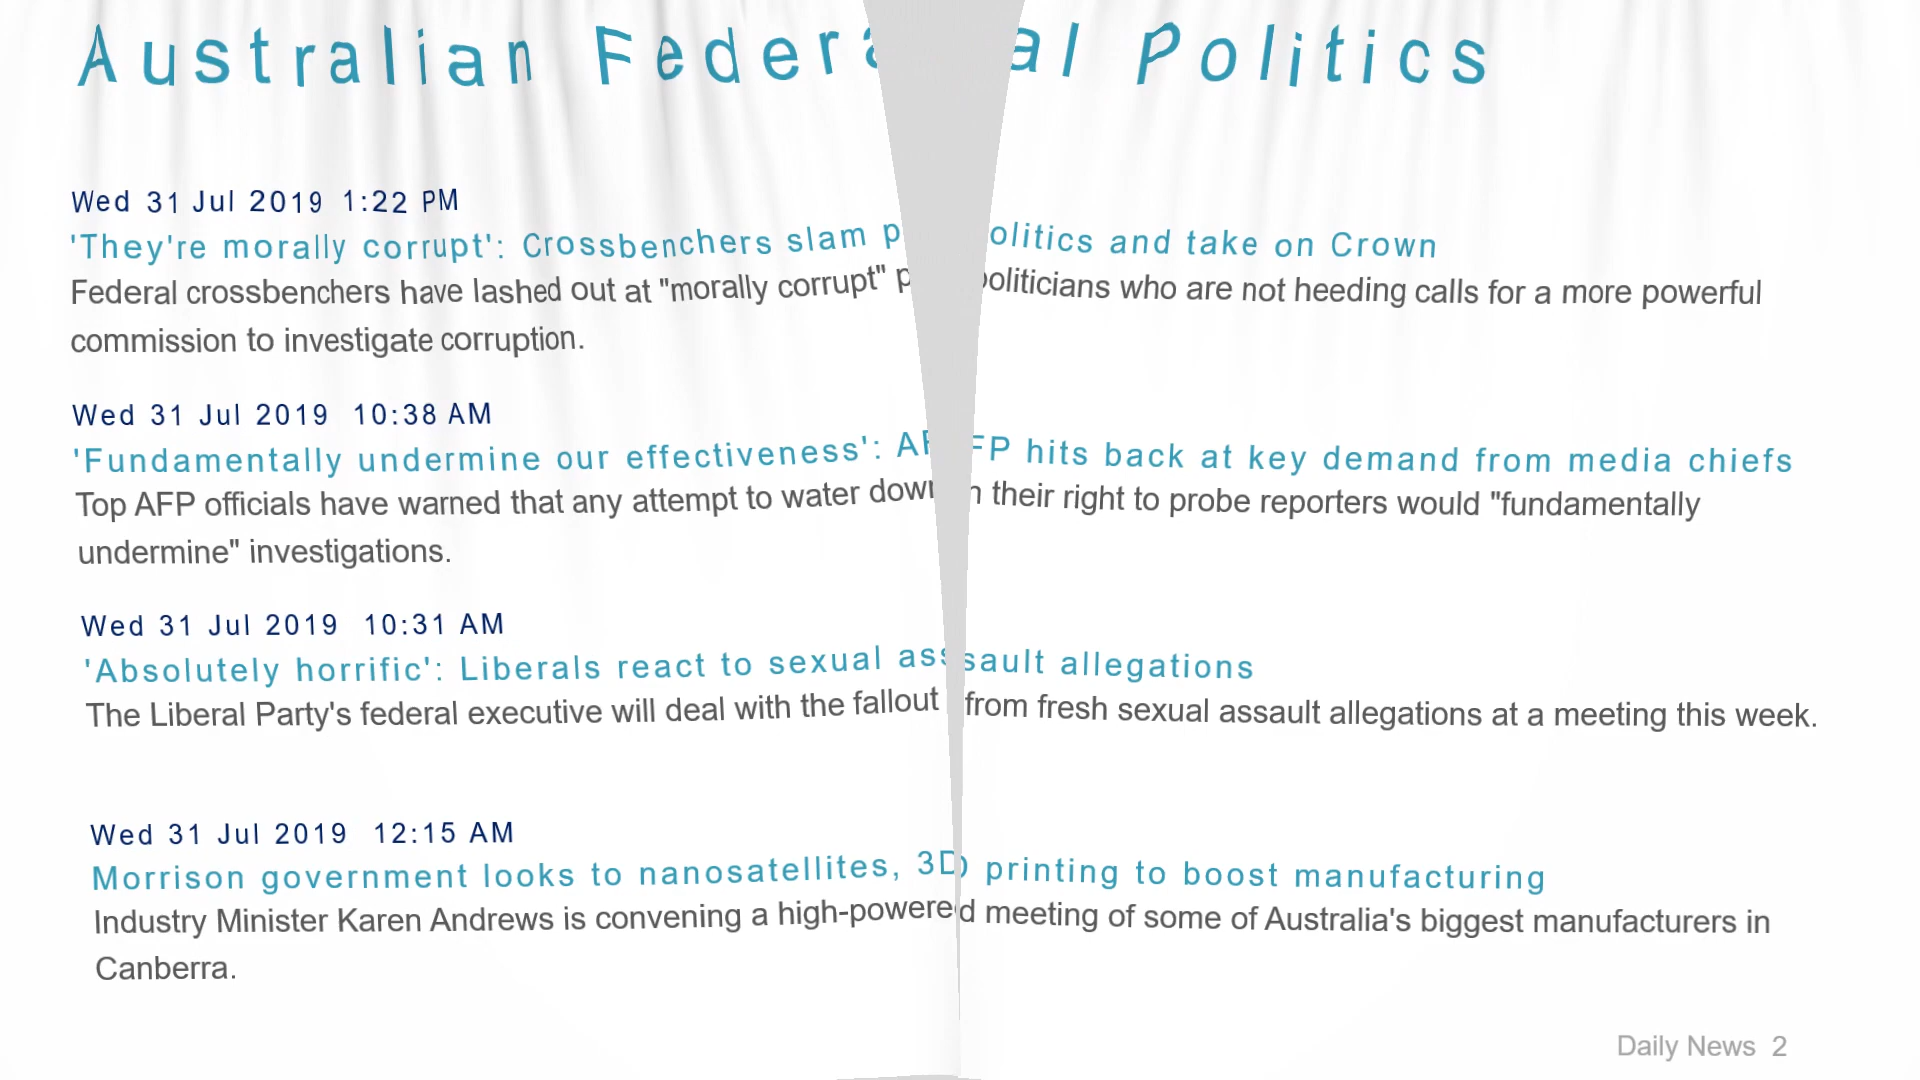 Australian Federal Politics
Wed 31 Jul 2019 1:22 PM
'They're morally corrupt': Crossbenchers slam politics and take on Crown
Federal crossbenchers have lashed out at "morally corrupt" politicians who are not heeding calls for a more powerful
commission to investigate corruption.
Wed 31 Jul 2019 10:38 AM
'Fundamentally undermine our effectiveness': AFP hits back at key demand from media chiefs
Top AFP officials have warned that any attempt to water down their right to probe reporters would "fundamentally
undermine" investigations.
Wed 31 Jul 2019 10:31 AM
'Absolutely horrific': Liberals react to sexual assault allegations
The Liberal Party's federal executive will deal with the fallout from fresh sexual assault allegations at a meeting this week.
Wed 31 Jul 2019 12:15 AM
Morrison government looks to nanosatellites, 3D printing to boost manufacturing
Industry Minister Karen Andrews is convening a high-powered meeting of some of Australia's biggest manufacturers in
Canberra.
Daily News 2